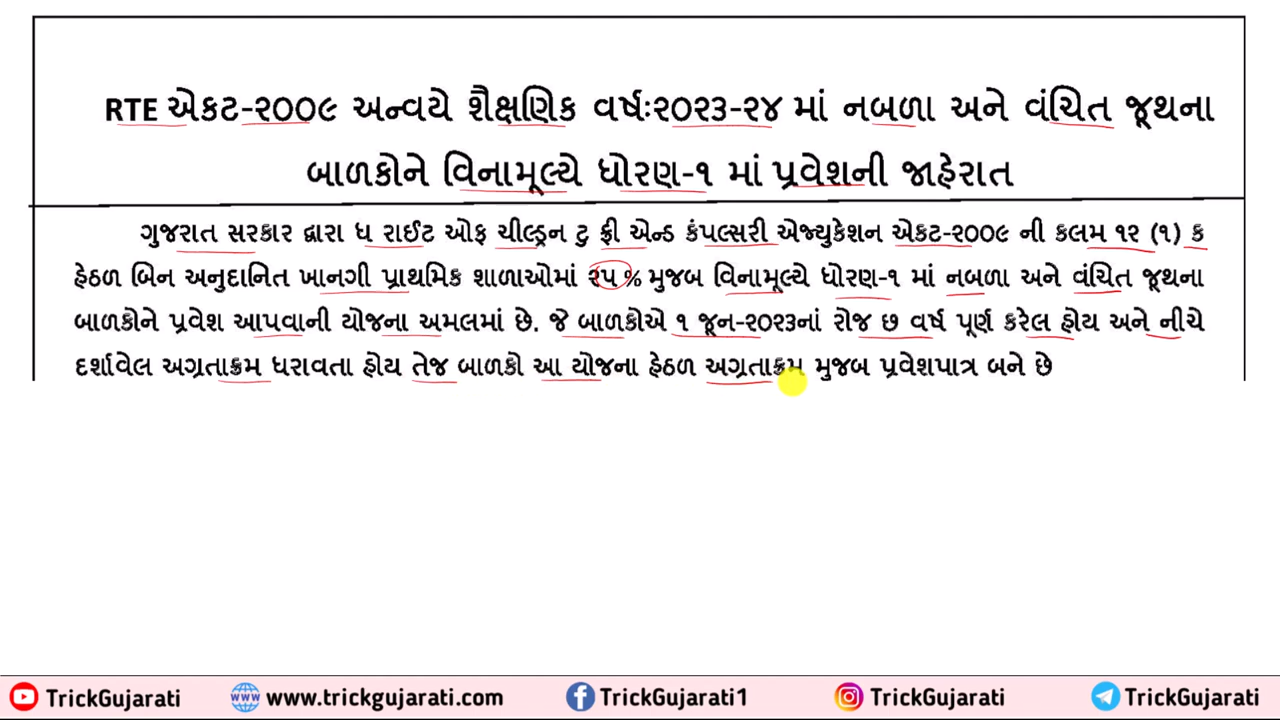 RTE એકટ-૨૦૦૯ અન્વયે શૈક્ષણિક વર્ષઃ૨૦૨૩-૨૪ માં નબળા અને વંચિત જૂથના
બાળકોને વિનામૂલ્યે ધોરણ-૧ માં પ્રવેશની જાહેરાત
ગુજરાત સરકાર દ્વારા ધ રાઈટ ઓફ ચીલ્ડ્રન ટુ ફ્રી એન્ડ કંપલ્સરી એજ્યુકેશન એકટ-૨૦૦૯ ની કલમ ૧૨ (૧) ક
હેઠળ બિન અનુદાનિત ખાનગી પ્રાથમિક શાળાઓમાં ૨૫ % મુજબ વિનામૂલ્યે ધોરણ-૧ માં નબળા અને વંચિત જૂથના
બાળકોને પ્રવેશ આપવાની યોજના અમલમાં છે. જે બાળકોએ ૧ જૂન-૨૦૨૩નાં રોજ છ વર્ષ પૂર્ણ કરેલ હોય અને નીચે
દર્શાવેલ અગ્રતાક્રમ ધરાવતા હોય તેજ બાળકો આ યોજના હેઠળ અગ્રતાક્રમ મુજબ પ્રવેશપાત્ર બને છે
TrickGujarati www.trickgujarati.com TrickGujarati1 TrickGujarati TrickGujarati